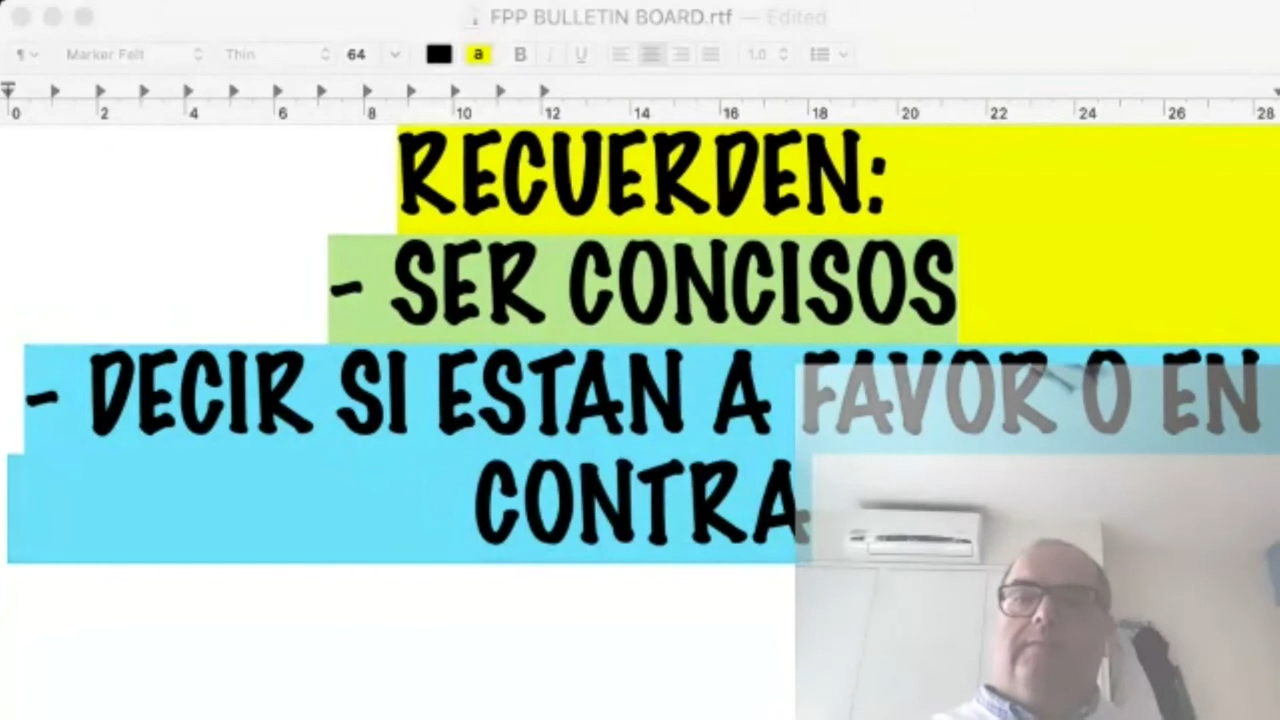 FPP BULLETIN BOARD.rtf — Edited
Marker Felt Thin 64 a B I U 1.0
0 2 4 6 8 10 12 14 16 18 20 22 24 26 28
RECUERDEN:
- SER CONCISOS
- DECIR SI ESTAN A FAVOR O EN
CONTRA.